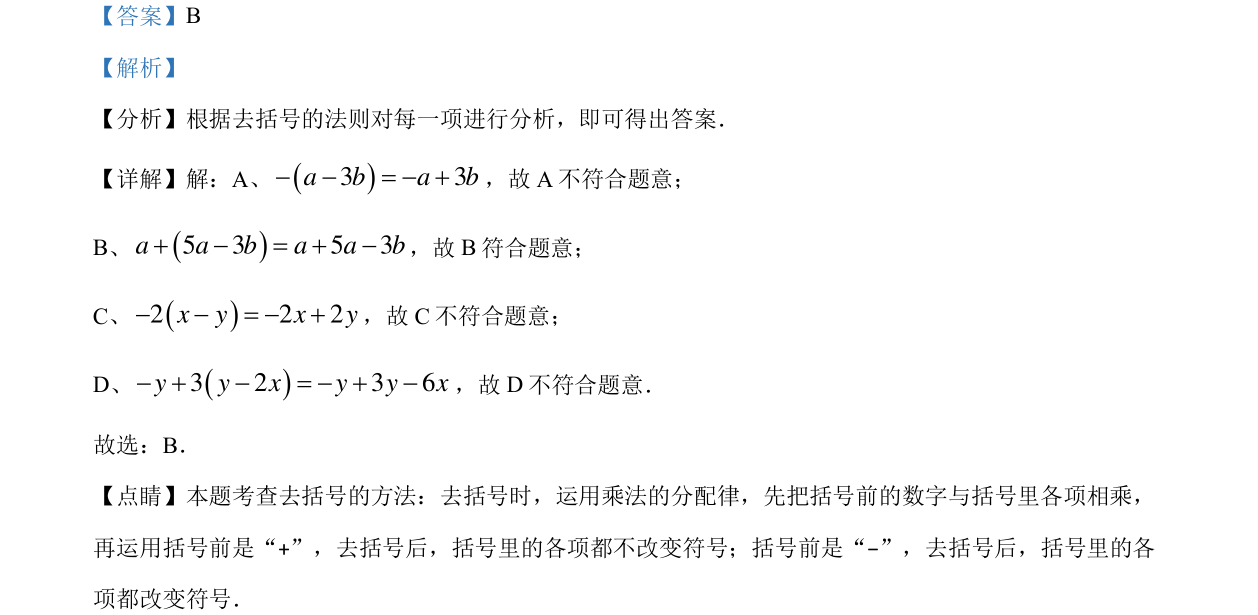 【答案】B
【解析】
【分析】根据去括号的法则对每一项进行分析，即可得出答案．
【详解】解：A、−(a−3b)=−a+3b，故 A 不符合题意；
B、a+(5a−3b)=a+5a−3b，故 B 符合题意；
C、−2(x−y)=−2x+2y，故 C 不符合题意；
D、−y+3(y−2x)=−y+3y−6x，故 D 不符合题意．
故选：B．
【点睛】本题考查去括号的方法：去括号时，运用乘法的分配律，先把括号前的数字与括号里各项相乘，
再运用括号前是“+”，去括号后，括号里的各项都不改变符号；括号前是“−”，去括号后，括号里的各
项都改变符号．